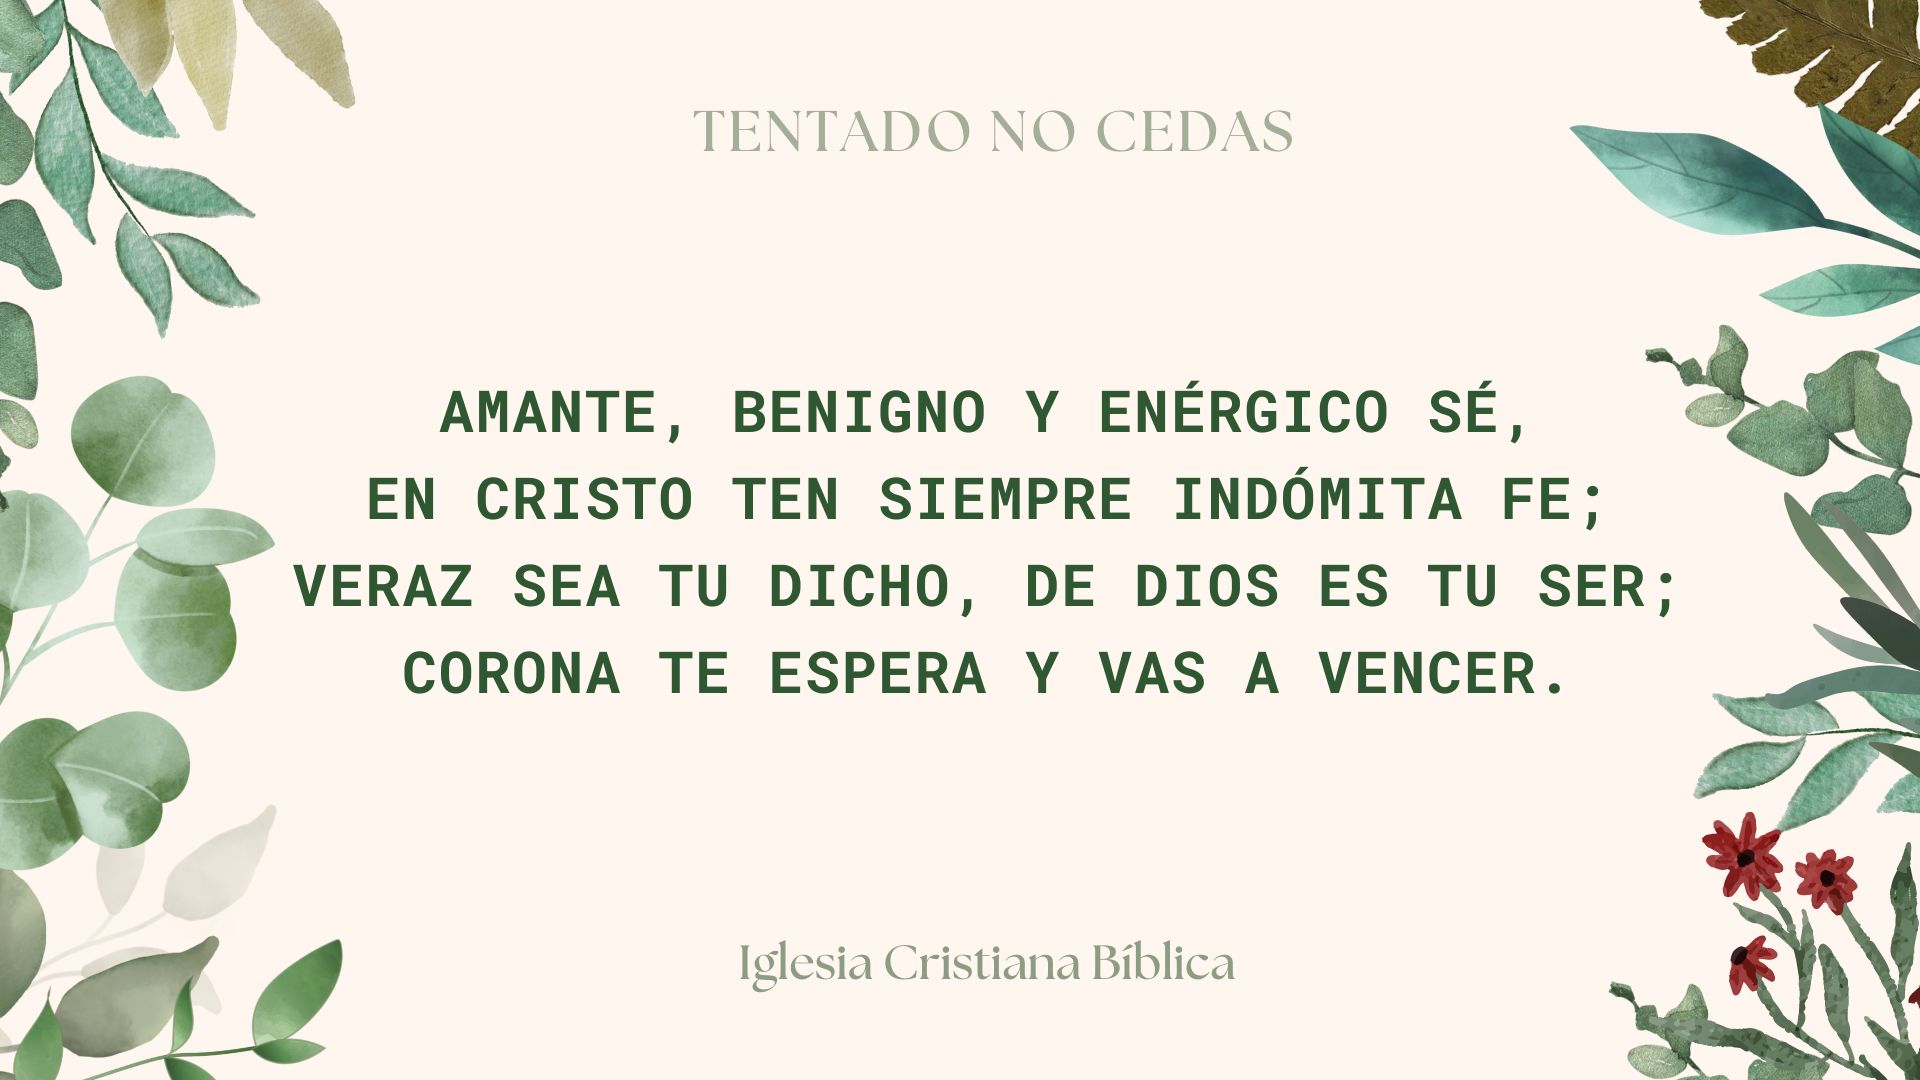 TENTADO NO CEDAS
AMANTE, BENIGNO Y ENÉRGICO SÉ,
EN CRISTO TEN SIEMPRE INDÓMITA FE;
VERAZ SEA TU DICHO, DE DIOS ES TU SER;
CORONA TE ESPERA Y VAS A VENCER.
Iglesia Cristiana Bíblica